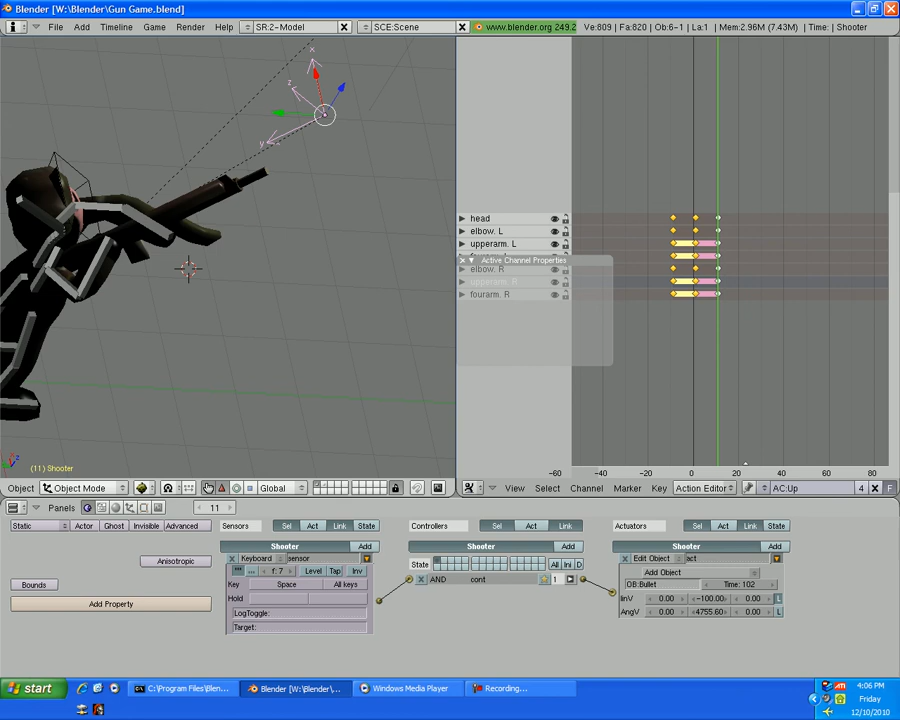 Blender [W:\Blender\Gun Game.blend]
File Add Timeline Game Render Help SR:2-Model SCE:Scene www.blender.org 249.2 Ve:609 | Fa:820 | Ob:6-1 | La:1 | Mem:2.96M (7.43M) | Time: | Shooter
x
z
y
head
elbow. L
upperarm. L
Active Channel Properties
elbow. R
upperarm. R
fourarm. R
(11) Shooter
-60 -40 -20 0 20 40 60 80
Object Object Mode Global
View Select Channel Marker Key Action Editor AC:Up 4 F
Panels 11
Static Actor Ghost Invisible Advanced
Anisotropic
Bounds
Add Property
Sensors Sel Act Link State
Shooter Add
Keyboard sensor
f: 7 Level Tap Inv
Key Space All keys
Hold
LogToggle:
Target:
Controllers Sel Act Link
Shooter Add
State All Ini D
AND cont 1
Actuators Sel Act Link State
Shooter Add
Edit Object act
Add Object
OB:Bullet Time: 102
linV 0.00 -100.00 0.00 L
AngV 0.00 4755.60 0.00 L
start C:\Program Files\Blen... Blender [W:\Blender\... Windows Media Player Recording...
4:06 PM
Friday
12/10/2010